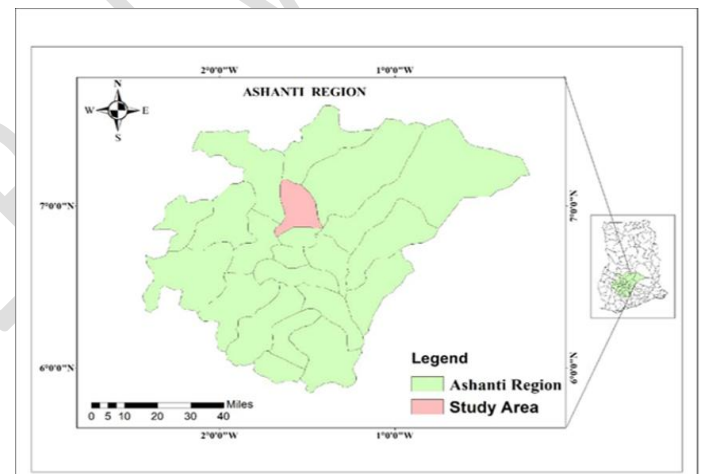 2°0'0"W 1°0'0"W
N
W E
S
ASHANTI REGION
7°0'0"N 7°0'0"N
6°0'0"N 6°0'0"N
Legend
Ashanti Region
Study Area
Miles
0 5 10 20 30 40
2°0'0"W 1°0'0"W